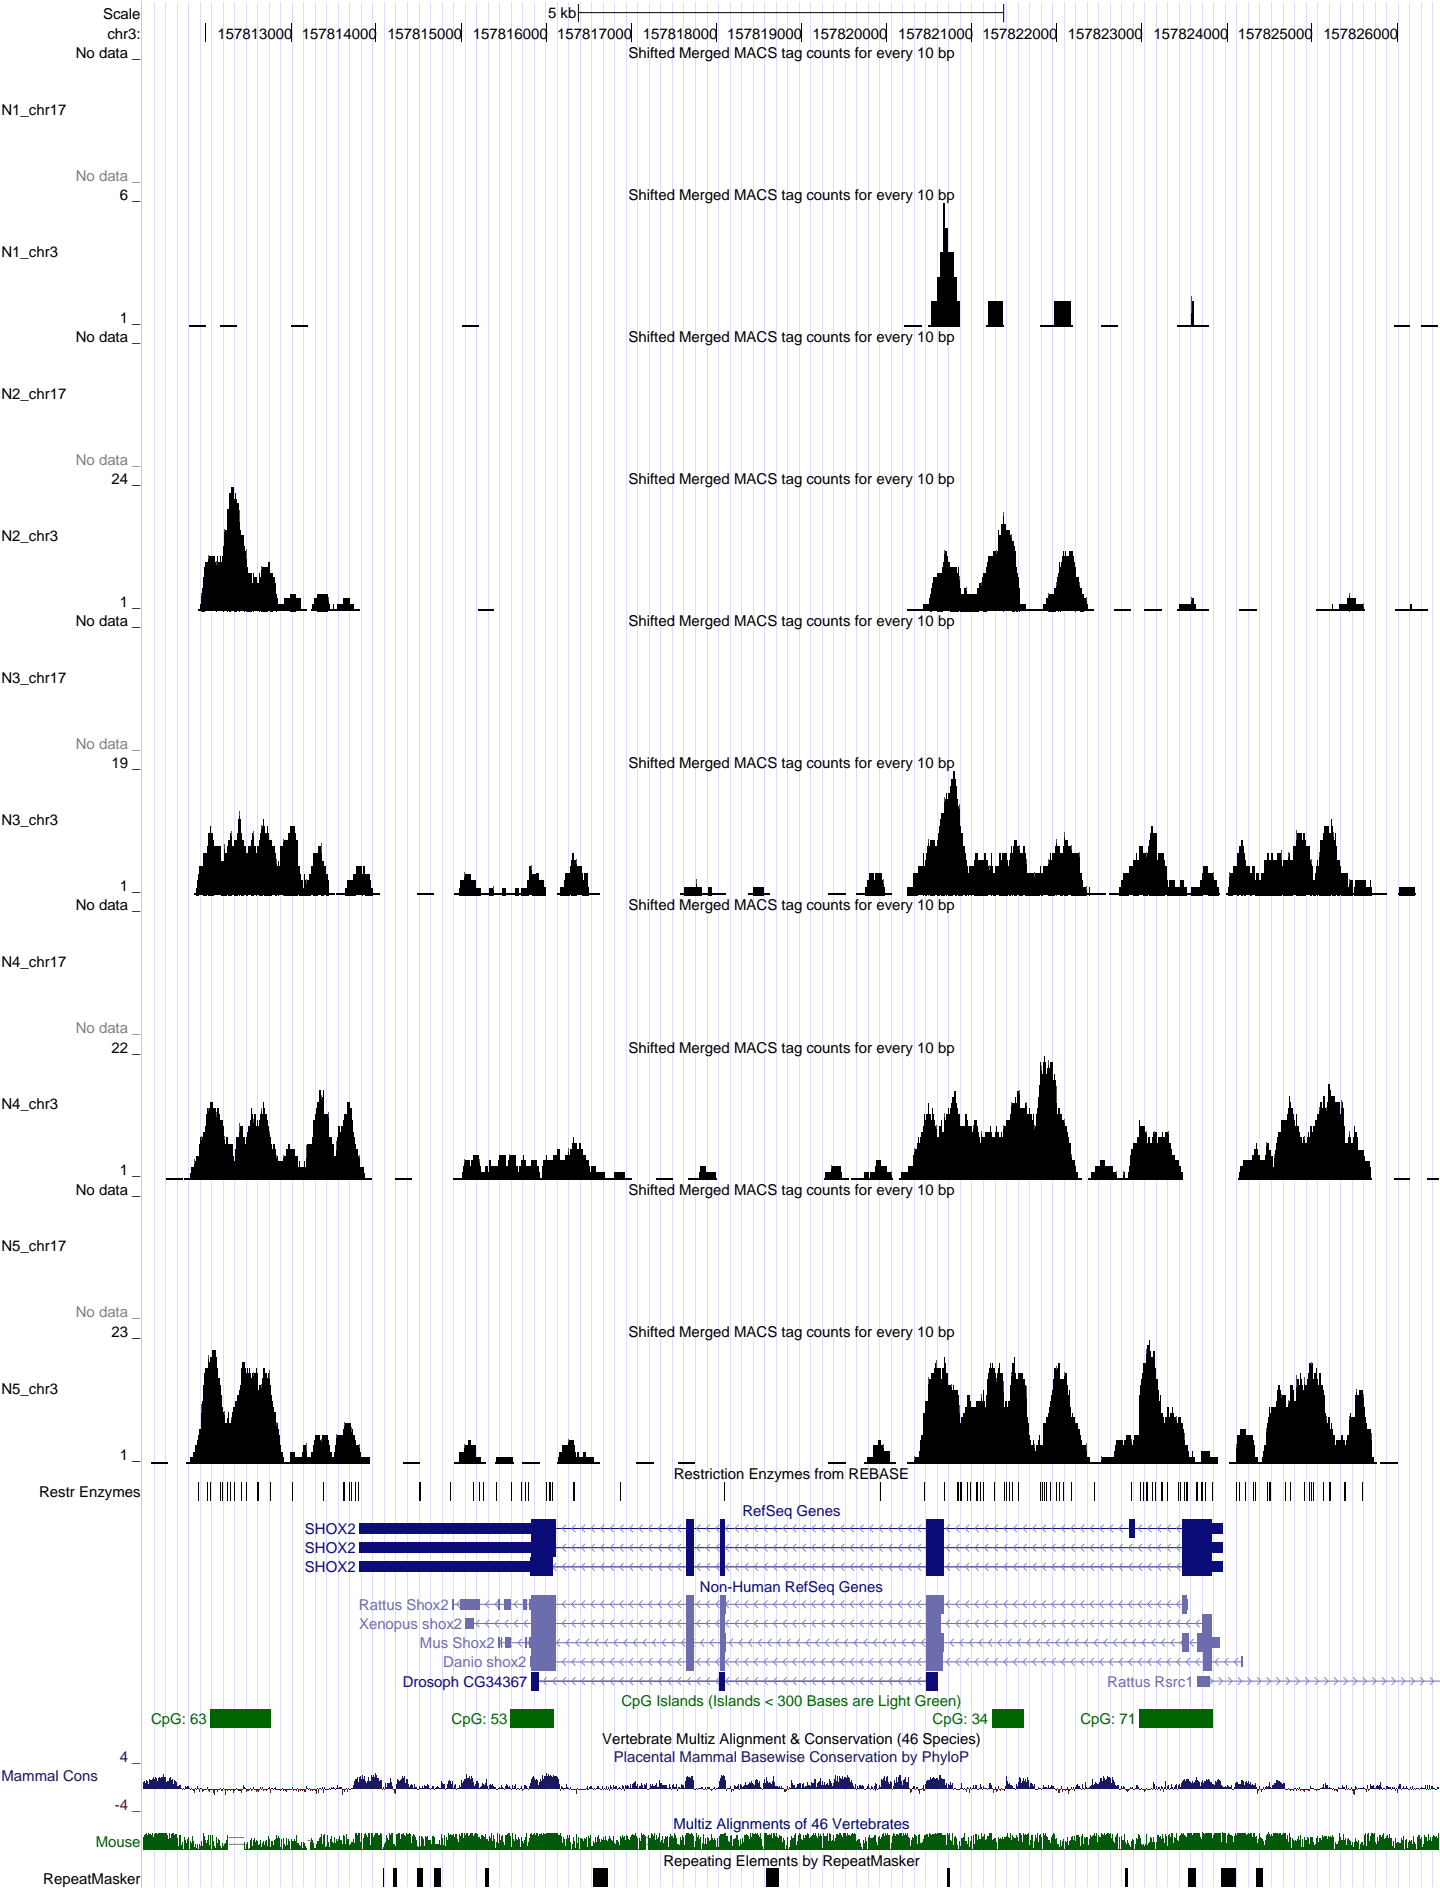 Scale 5 kb
chr3: 157813000 157814000 157815000 157816000 157817000 157818000 157819000 157820000 157821000 157822000 157823000 157824000 157825000 157826000
No data _ Shifted Merged MACS tag counts for every 10 bp
N1_chr17
No data _
6 _ Shifted Merged MACS tag counts for every 10 bp
N1_chr3
1 _
No data _ Shifted Merged MACS tag counts for every 10 bp
N2_chr17
No data _
24 _ Shifted Merged MACS tag counts for every 10 bp
N2_chr3
1 _
No data _ Shifted Merged MACS tag counts for every 10 bp
N3_chr17
No data _
19 _ Shifted Merged MACS tag counts for every 10 bp
N3_chr3
1 _
No data _ Shifted Merged MACS tag counts for every 10 bp
N4_chr17
No data _
22 _ Shifted Merged MACS tag counts for every 10 bp
N4_chr3
1 _
No data _ Shifted Merged MACS tag counts for every 10 bp
N5_chr17
No data _
23 _ Shifted Merged MACS tag counts for every 10 bp
N5_chr3
1 _
Restriction Enzymes from REBASE
Restr Enzymes
RefSeq Genes
SHOX2
SHOX2
SHOX2
Non-Human RefSeq Genes
Rattus Shox2
Xenopus shox2
Mus Shox2
Danio shox2
Drosoph CG34367 Rattus Rsrc1
CpG Islands (Islands < 300 Bases are Light Green)
CpG: 63 CpG: 53 CpG: 34 CpG: 71
Vertebrate Multiz Alignment & Conservation (46 Species)
4 _ Placental Mammal Basewise Conservation by PhyloP
Mammal Cons
-4 _
Multiz Alignments of 46 Vertebrates
Mouse
Repeating Elements by RepeatMasker
RepeatMasker